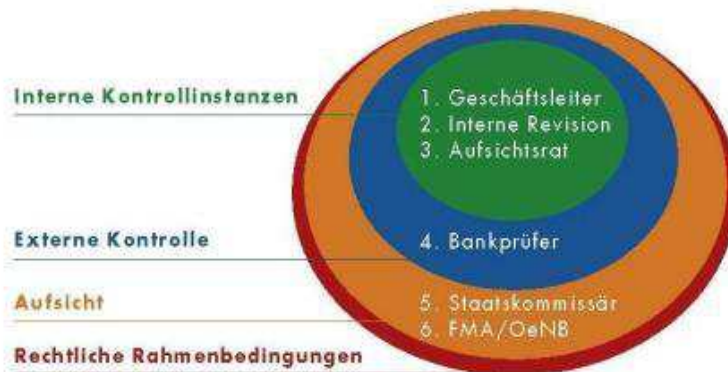 Interne Kontrollinstanzen
1. Geschäftsleiter
2. Interne Revision
3. Aufsichtsrat
Externe Kontrolle
4. Bankprüfer
Aufsicht
5. Staatskommissär
6. FMA/OeNB
Rechtliche Rahmenbedingungen